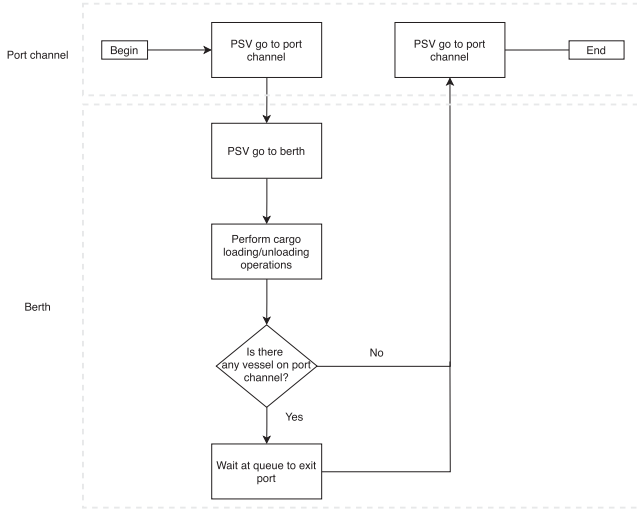 Port channel
Begin
PSV go to port
channel
PSV go to port
channel
End
PSV go to berth
Perform cargo
loading/unloading
operations
Berth
Is there
any vessel on port
channel?
No
Yes
Wait at queue to exit
port